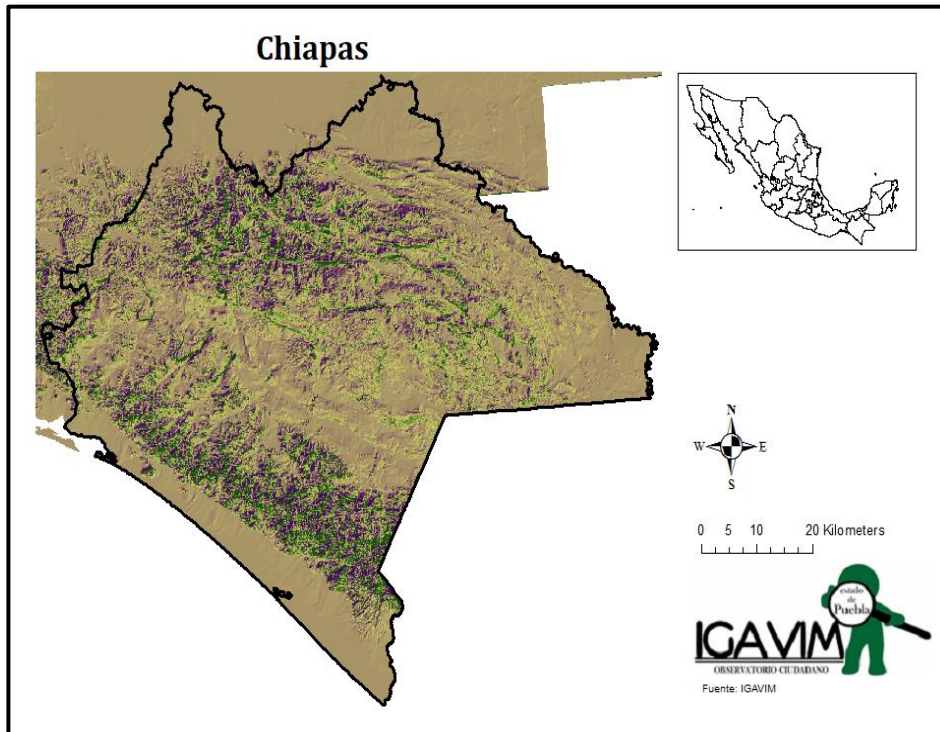 Chiapas
N
W E
S
0 5 10 20 Kilometers
estado
de
Puebla
IGAVIM
OBSERVATORIO CIUDADANO
Fuente: IGAVIM